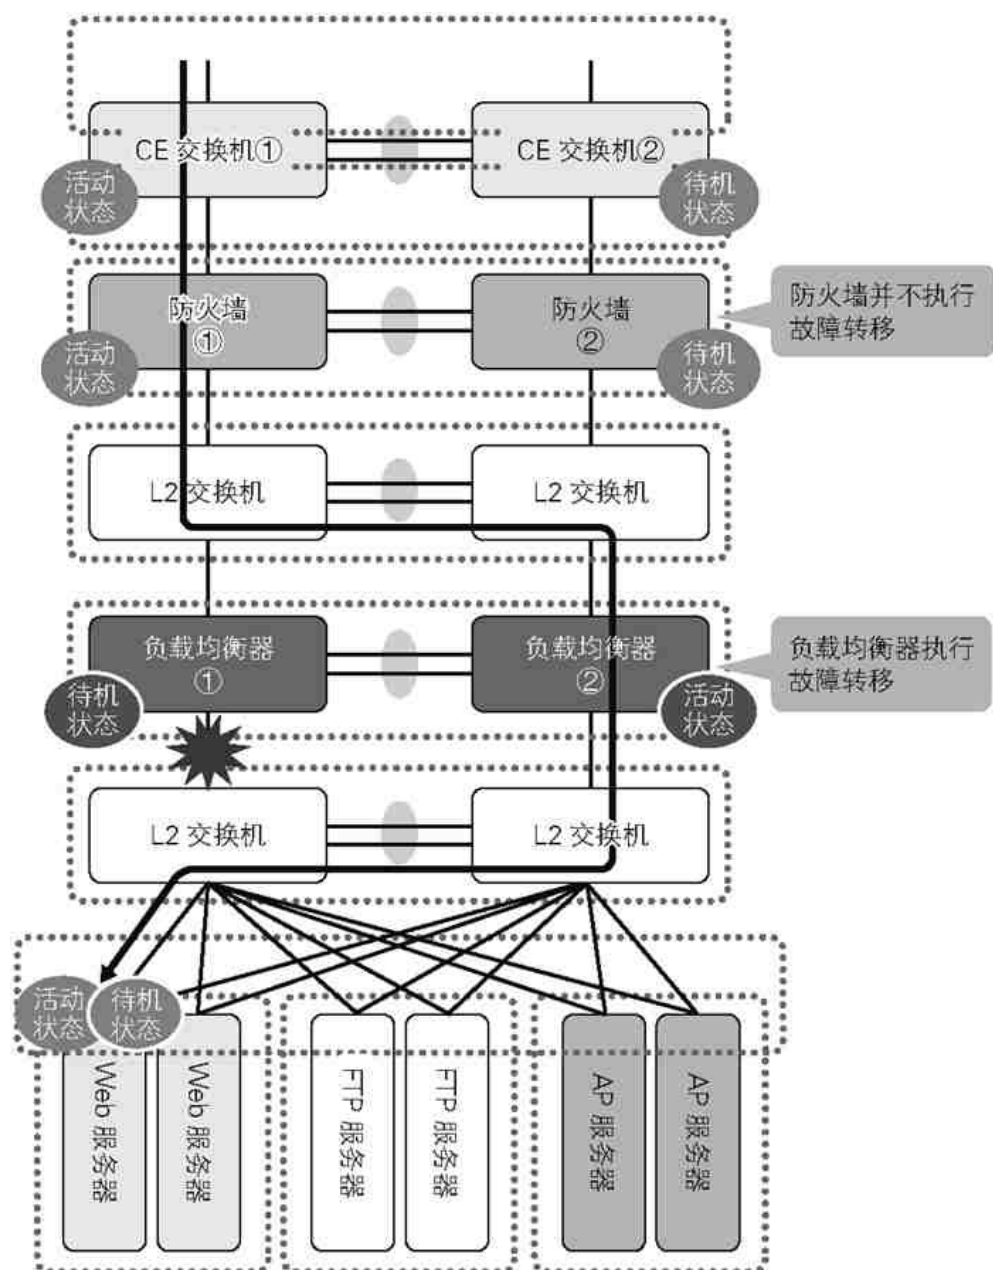 CE 交换机①
CE 交换机②
活动
状态
待机
状态
防火墙
①
防火墙
②
防火墙并不执行
故障转移
活动
状态
待机
状态
L2 交换机
L2 交换机
负载均衡器
①
负载均衡器
②
负载均衡器执行
故障转移
待机
状态
活动
状态
L2 交换机
L2 交换机
活动
状态
待机
状态
Web 服务器
Web 服务器
FTP 服务器
FTP 服务器
AP 服务器
AP 服务器